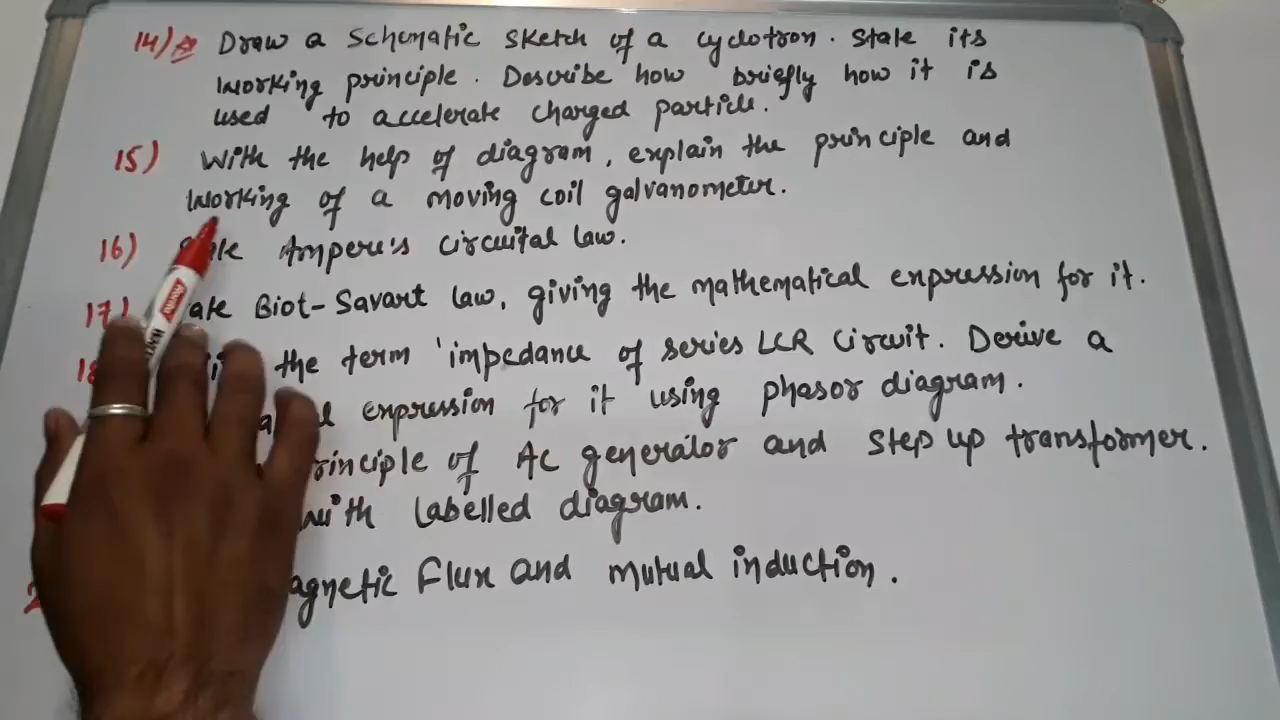 14) Draw a Schematic sketch of a cyclotron. State its
working principle. Describe how briefly how it is
used to accelerate charged particle.
15) With the help of diagram, explain the principle and
working of a moving coil galvanometer.
16) Ampere's circuital law.
17) Biot-Savart law, giving the mathematical expression for it.
the term 'impedance of series LCR circuit. Derive a
expression for it using phasor diagram.
of AC generator and step up transformer.
with labelled diagram.
Flux and mutual induction.